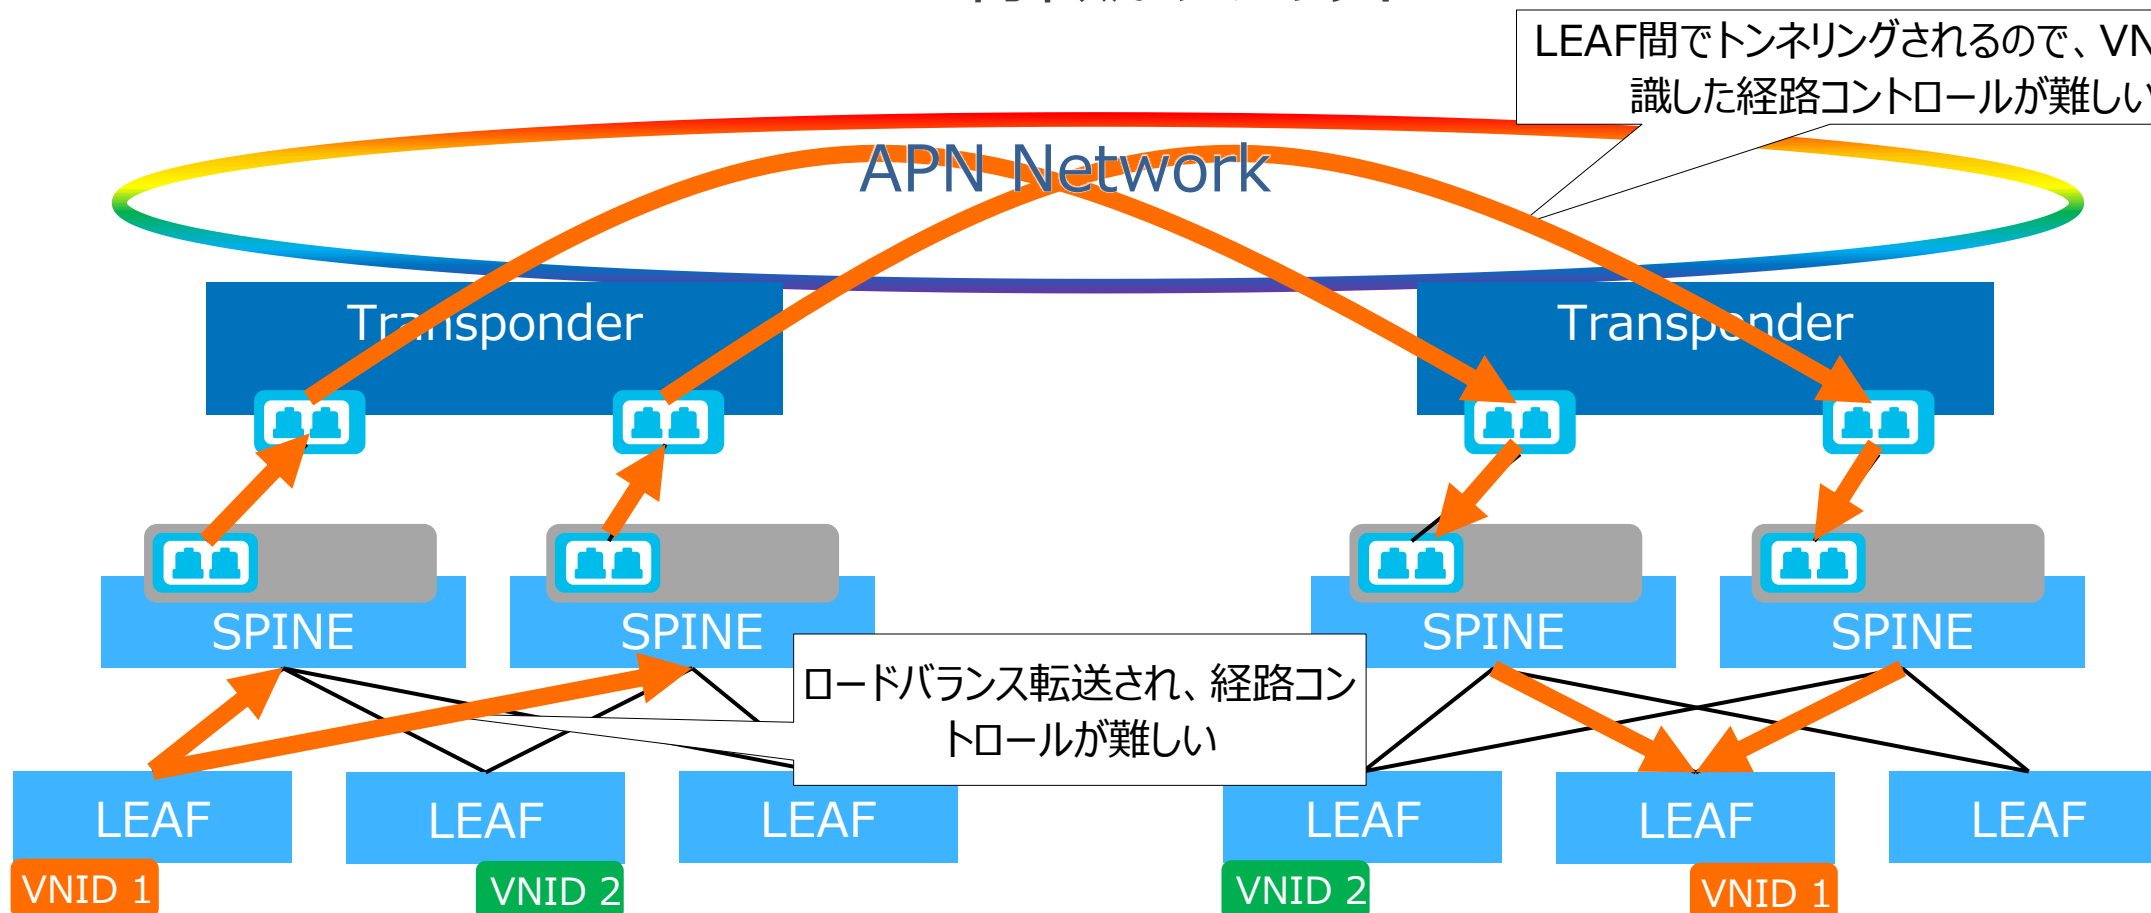 LEAF間でトンネリングされるので、VN
識した経路コントロールが難しい
APN Network
Transponder
Transponder
SPINE
SPINE
SPINE
SPINE
ロードバランス転送され、経路コン
トロールが難しい
LEAF
LEAF
LEAF
LEAF
LEAF
LEAF
VNID 1
VNID 2
VNID 2
VNID 1